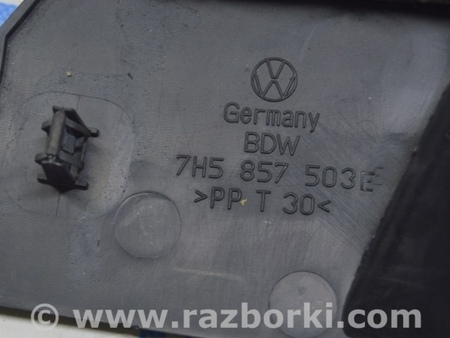 Germany
BDW
7H5 857 503E
>PP T 30<
www.razborki.com